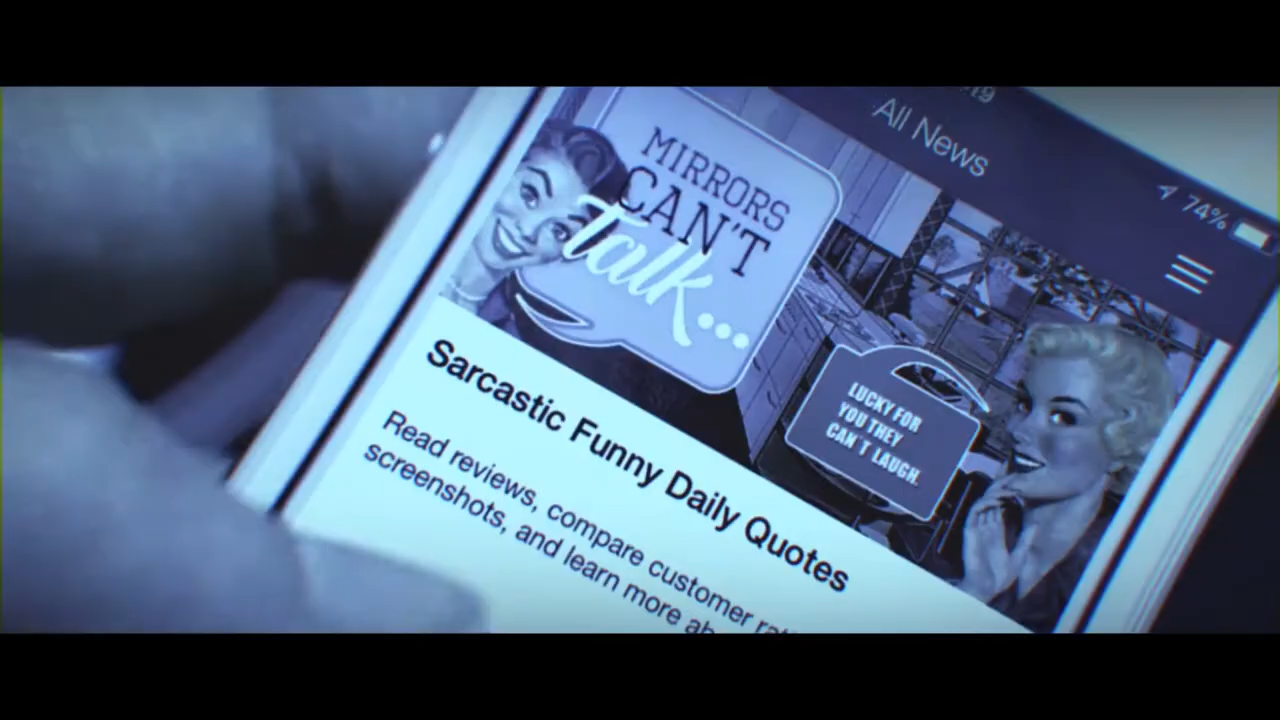 All News
74%
MIRRORS
CAN'T
talk...
LUCKY FOR
YOU THEY
CAN'T LAUGH.
Sarcastic Funny Daily Quotes
Read reviews, compare customer
screenshots, and learn more